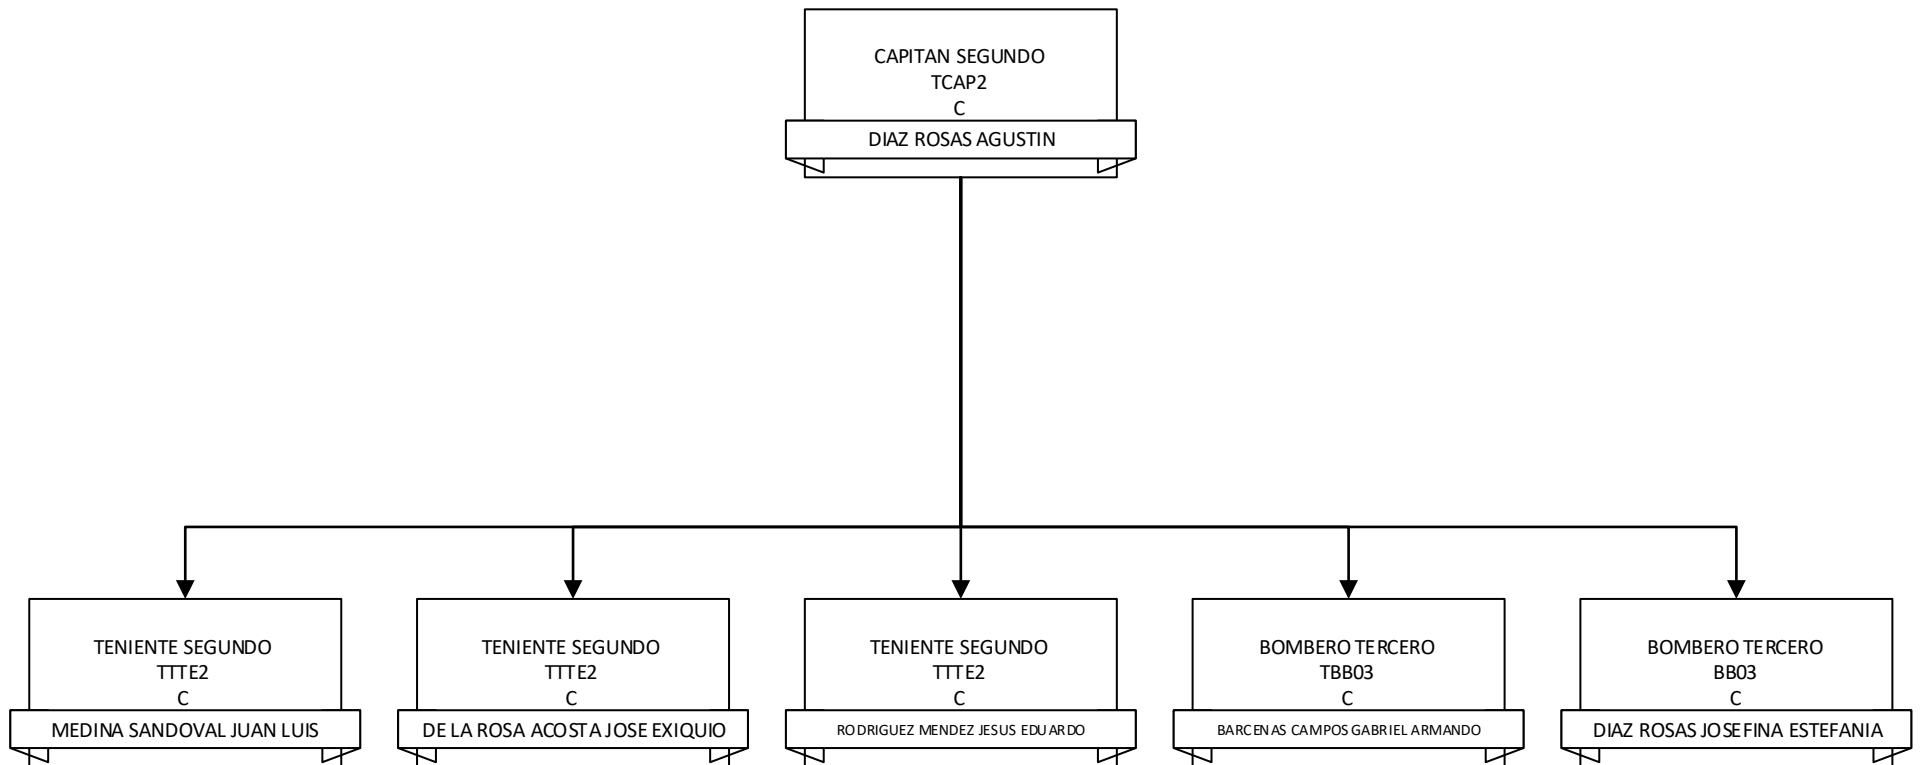 CAPITAN SEGUNDO
TCAP2
C
DIAZ ROSAS AGUSTIN
TENIENTE SEGUNDO
TTTE2
C
MEDINA SANDOVAL JUAN LUIS
TENIENTE SEGUNDO
TTTE2
C
DE LA ROSA ACOSTA JOSE EXIQUIO
TENIENTE SEGUNDO
TTTE2
C
RODRIGUEZ MENDEZ JESUS EDUARDO
BOMBERO TERCERO
TBB03
C
BARCENAS CAMPOS GABRIEL ARMANDO
BOMBERO TERCERO
BB03
C
DIAZ ROSAS JOSEFINA ESTEFANIA